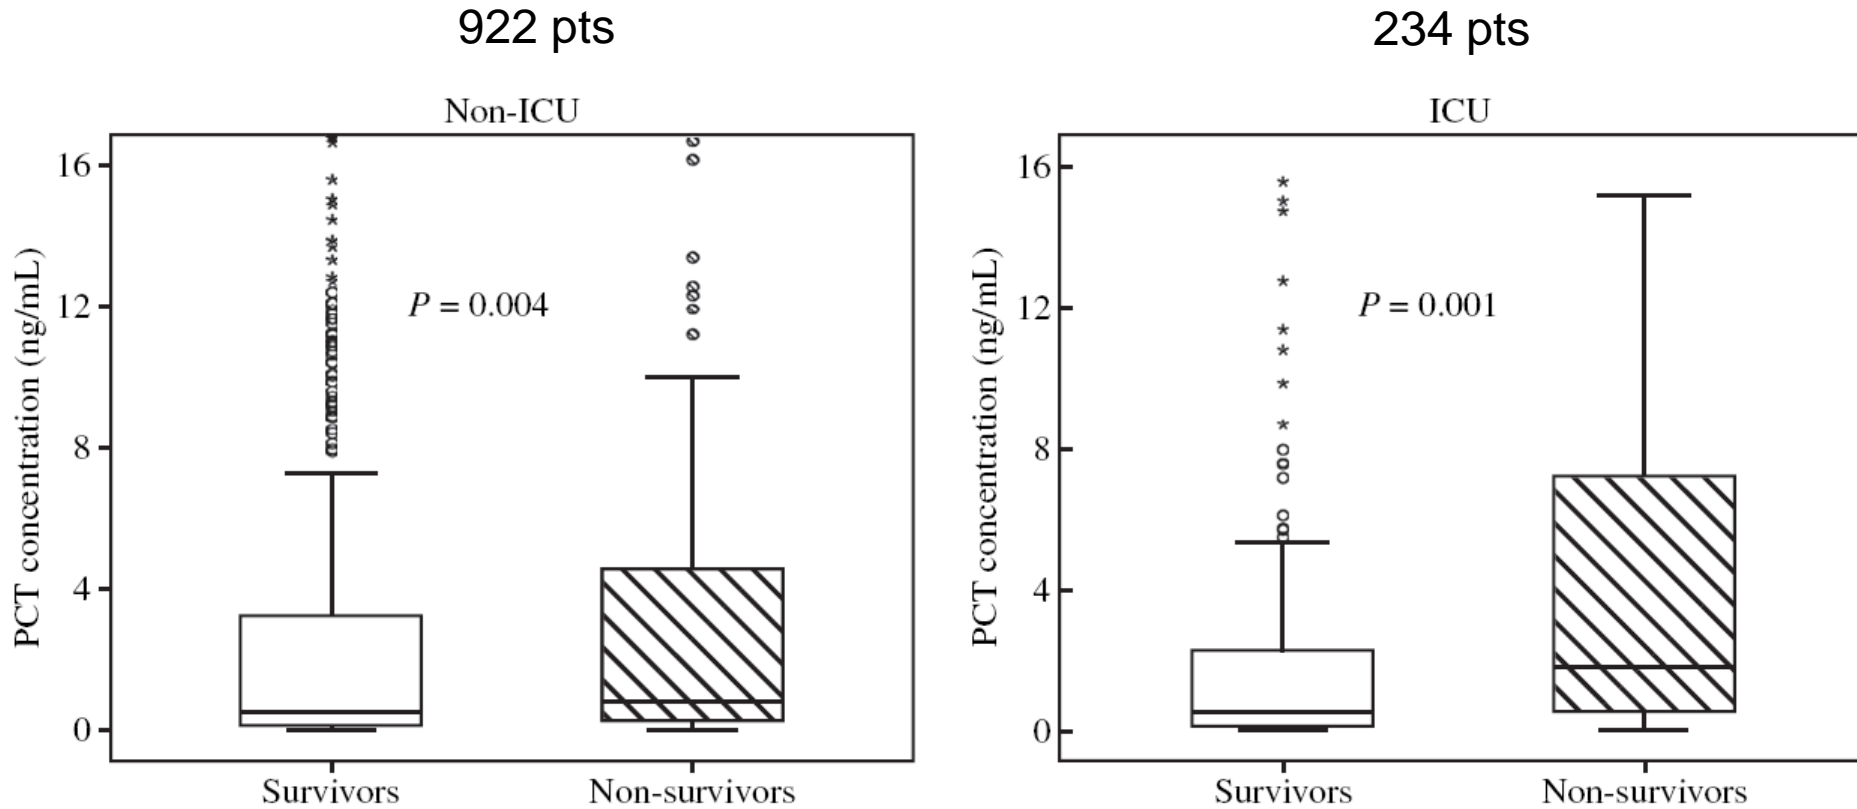 922 pts
Non-ICU
PCT concentration (ng/mL)
16
12
8
4
0
P = 0.004
Survivors
Non-survivors
234 pts
ICU
PCT concentration (ng/mL)
16
12
8
4
0
P = 0.001
Survivors
Non-survivors